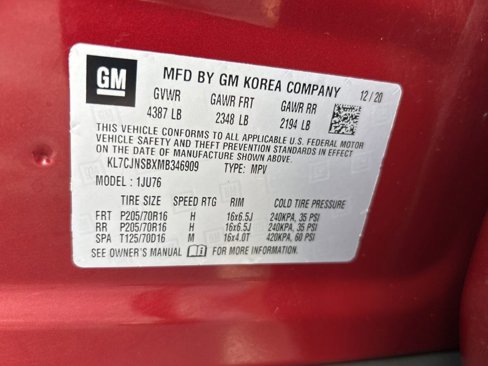 GM
MFD BY GM KOREA COMPANY 12/20
GVWR GAWR FRT GAWR RR
4387 LB 2348 LB 2194 LB
THIS VEHICLE CONFORMS TO ALL APPLICABLE U.S. FEDERAL MOTOR
VEHICLE SAFETY AND THEFT PREVENTION STANDARDS IN EFFECT ON
THE DATE OF MANUFACTURE SHOWN ABOVE.
KL7CJNSBXMB346909 TYPE: MPV
MODEL: 1JU76
TIRE SIZE SPEED RTG RIM COLD TIRE PRESSURE
FRT P205/70R16 H 16x6.5J 240KPA, 35 PSI
RR P205/70R16 H 16x6.5J 240KPA, 35 PSI
SPA T125/70D16 M 16x4.0T 420KPA, 60 PSI
SEE OWNER'S MANUAL FOR MORE INFORMATION.